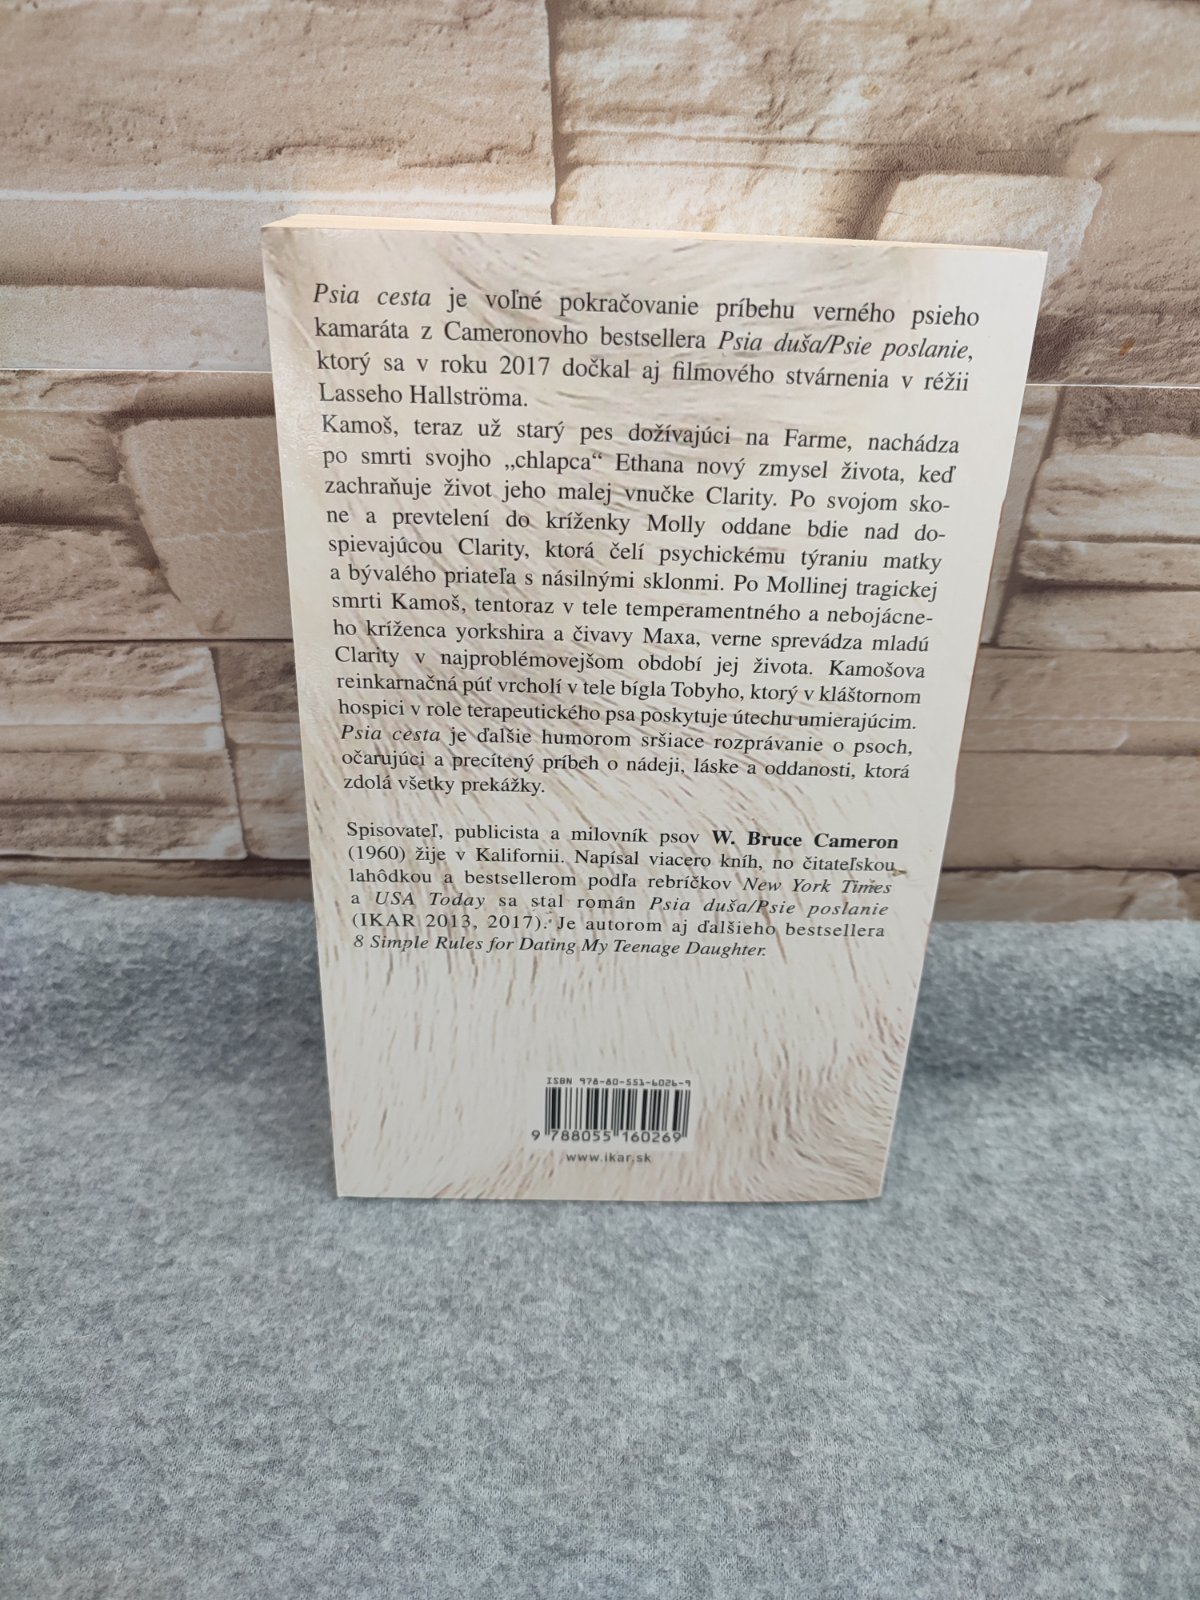 Psia cesta je voľné pokračovanie príbehu verného psieho
kamaráta z Cameronovho bestsellera Psia duša/Psie poslanie,
ktorý sa v roku 2017 dočkal aj filmového stvárnenia v réžii
Lasseho Hallströma.
Kamoš, teraz už starý pes dožívajúci na Farme, nachádza
po smrti svojho „chlapca“ Ethana nový zmysel života, keď
zachraňuje život jeho malej vnučke Clarity. Po svojom sko-
ne a prevtelení do kríženky Molly oddane bdie nad do-
spievajúcou Clarity, ktorá čelí psychickému týraniu matky
a bývalého priateľa s násilnými sklonmi. Po Mollinej tragickej
smrti Kamoš, tentoraz v tele temperamentného a nebojácne-
ho kríženca yorkshira a čivavy Maxa, verne sprevádza mladú
Clarity v najproblémovejšom období jej života. Kamošova
reinkarnačná púť vrcholí v tele bígla Tobyho, ktorý v kláštornom
hospici v role terapeutického psa poskytuje útechu umierajúcim.
Psia cesta je ďalšie humorom sršiace rozprávanie o psoch,
očarujúci a precítený príbeh o nádeji, láske a oddanosti, ktorá
zdolá všetky prekážky.
Spisovateľ, publicista a milovník psov W. Bruce Cameron
(1960) žije v Kalifornii. Napísal viacero kníh, no čitateľskou
lahôdkou a bestsellerom podľa rebríčkov New York Times
a USA Today sa stal román Psia duša/Psie poslanie
(IKAR 2013, 2017). Je autorom aj ďalšieho bestsellera
8 Simple Rules for Dating My Teenage Daughter.
ISBN 978-80-551-6026-9
9 788055 160269
www.ikar.sk